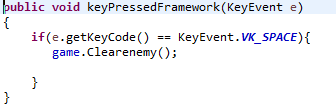 public void keyPressedFramework(KeyEvent e)
{
    if(e.getKeyCode() == KeyEvent.VK_SPACE){
       game.Clearenemy();
    }
}